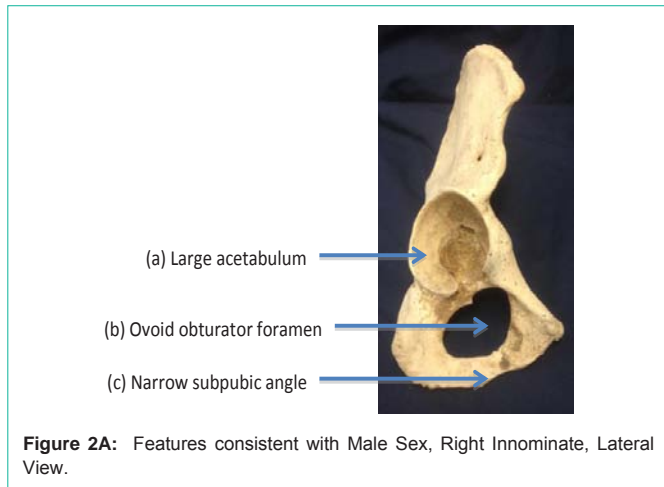 (a) Large acetabulum
(b) Ovoid obturator foramen
(c) Narrow subpubic angle
Figure 2A: Features consistent with Male Sex, Right Innominate, Lateral
View.